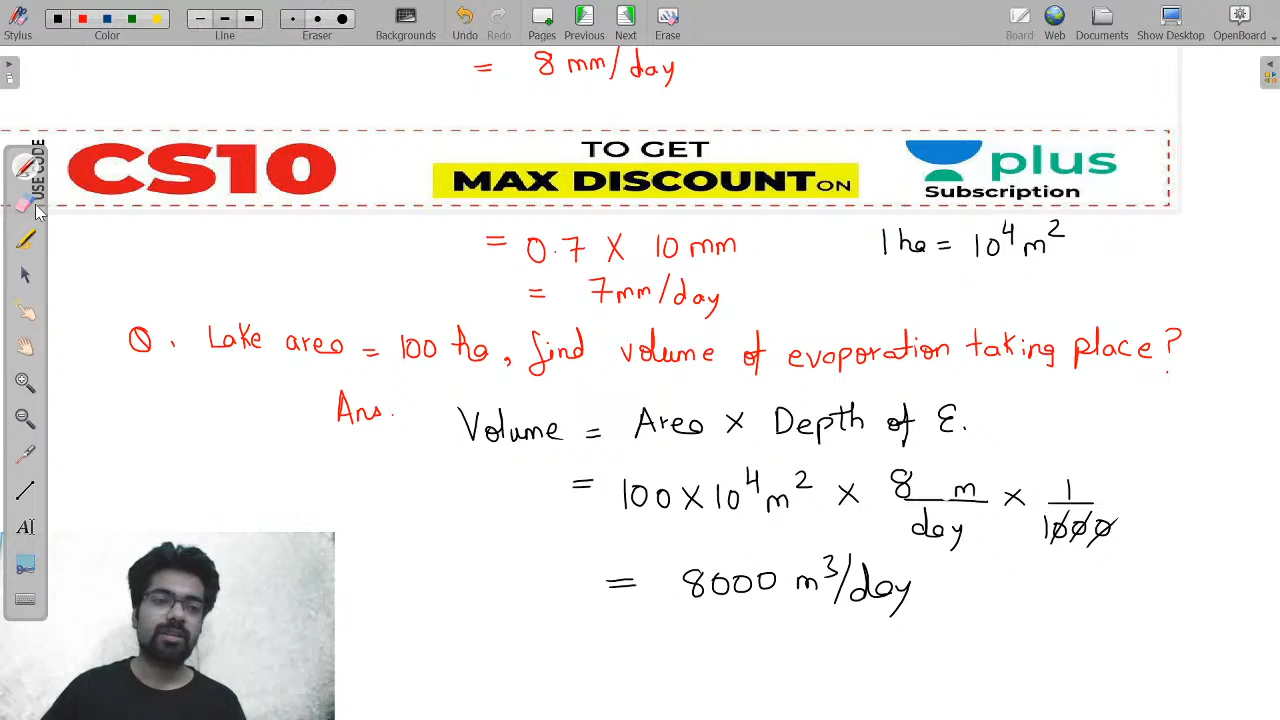 Stylus Color Line Eraser Backgrounds Undo Redo Pages Previous Next Erase Board Web Documents Show Desktop OpenBoard
= 8 mm/day
USE CODE
CS10 TO GET plus
MAX DISCOUNT ON Subscription
= 0.7 X 10 mm 1 ha = 10⁴ m²
= 7mm/day
Q. Lake area = 100 ha, find volume of evaporation taking place?
Ans. Volume = Area × Depth of E.
= 100 × 10⁴ m² × 8 m/day × 1/1000
= 8000 m³/day
AI